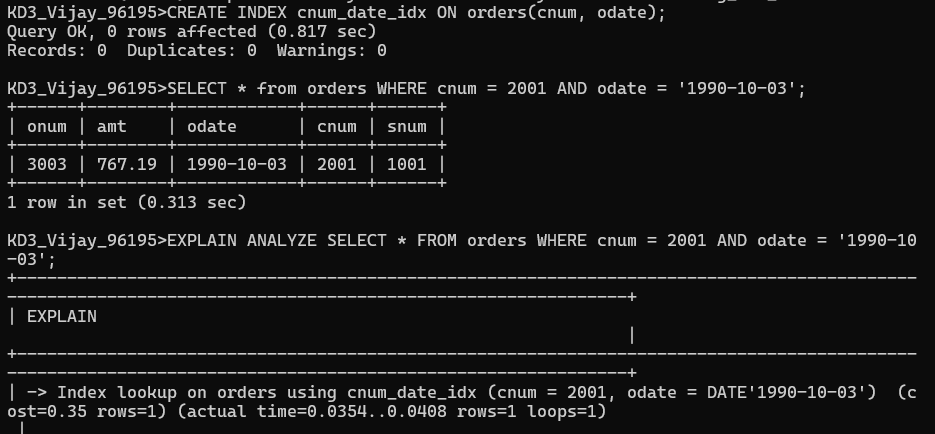 KD3_Vijay_96195>CREATE INDEX cnum_date_idx ON orders(cnum, odate);
Query OK, 0 rows affected (0.817 sec)
Records: 0  Duplicates: 0  Warnings: 0
KD3_Vijay_96195>SELECT * from orders WHERE cnum = 2001 AND odate = '1990-10-03';
+------+--------+------------+------+------+
| onum | amt    | odate      | cnum | snum |
+------+--------+------------+------+------+
| 3003 | 767.19 | 1990-10-03 | 2001 | 1001 |
+------+--------+------------+------+------+
1 row in set (0.313 sec)
KD3_Vijay_96195>EXPLAIN ANALYZE SELECT * FROM orders WHERE cnum = 2001 AND odate = '1990-10
-03';
+------------------------------------------------------------------------------------------
--------------------------------------------------------------+
| EXPLAIN
                                                              |
+------------------------------------------------------------------------------------------
--------------------------------------------------------------+
| -> Index lookup on orders using cnum_date_idx (cnum = 2001, odate = DATE'1990-10-03')  (c
ost=0.35 rows=1) (actual time=0.0354..0.0408 rows=1 loops=1)
 |